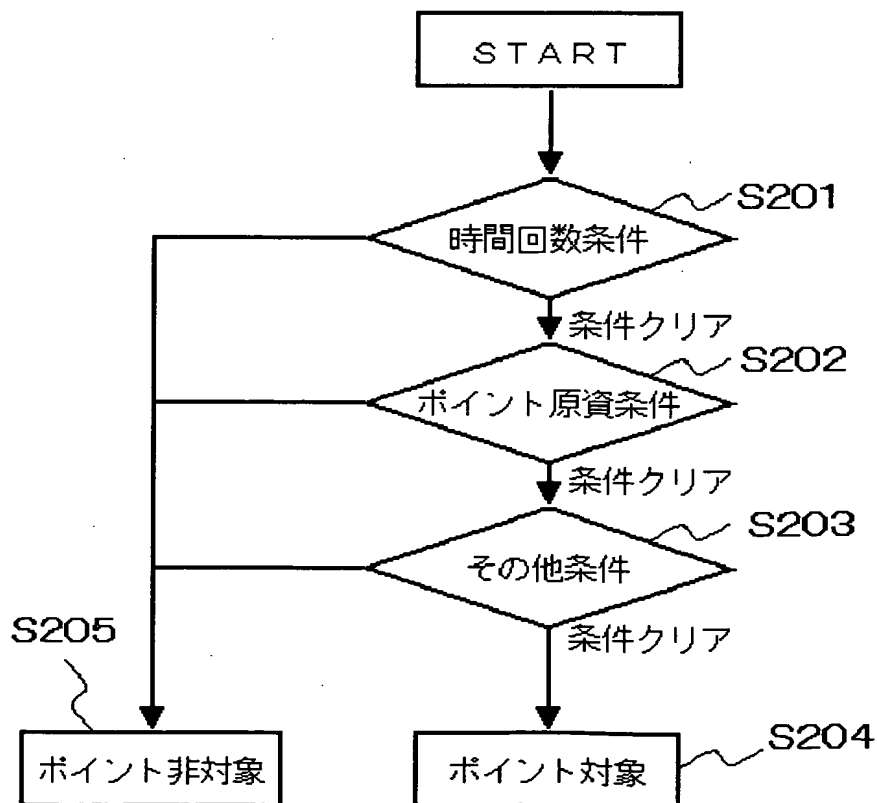 START
S201
時間回数条件
条件クリア
S202
ポイント原資条件
条件クリア
S203
その他条件
条件クリア
S205
S204
ポイント非対象
ポイント対象